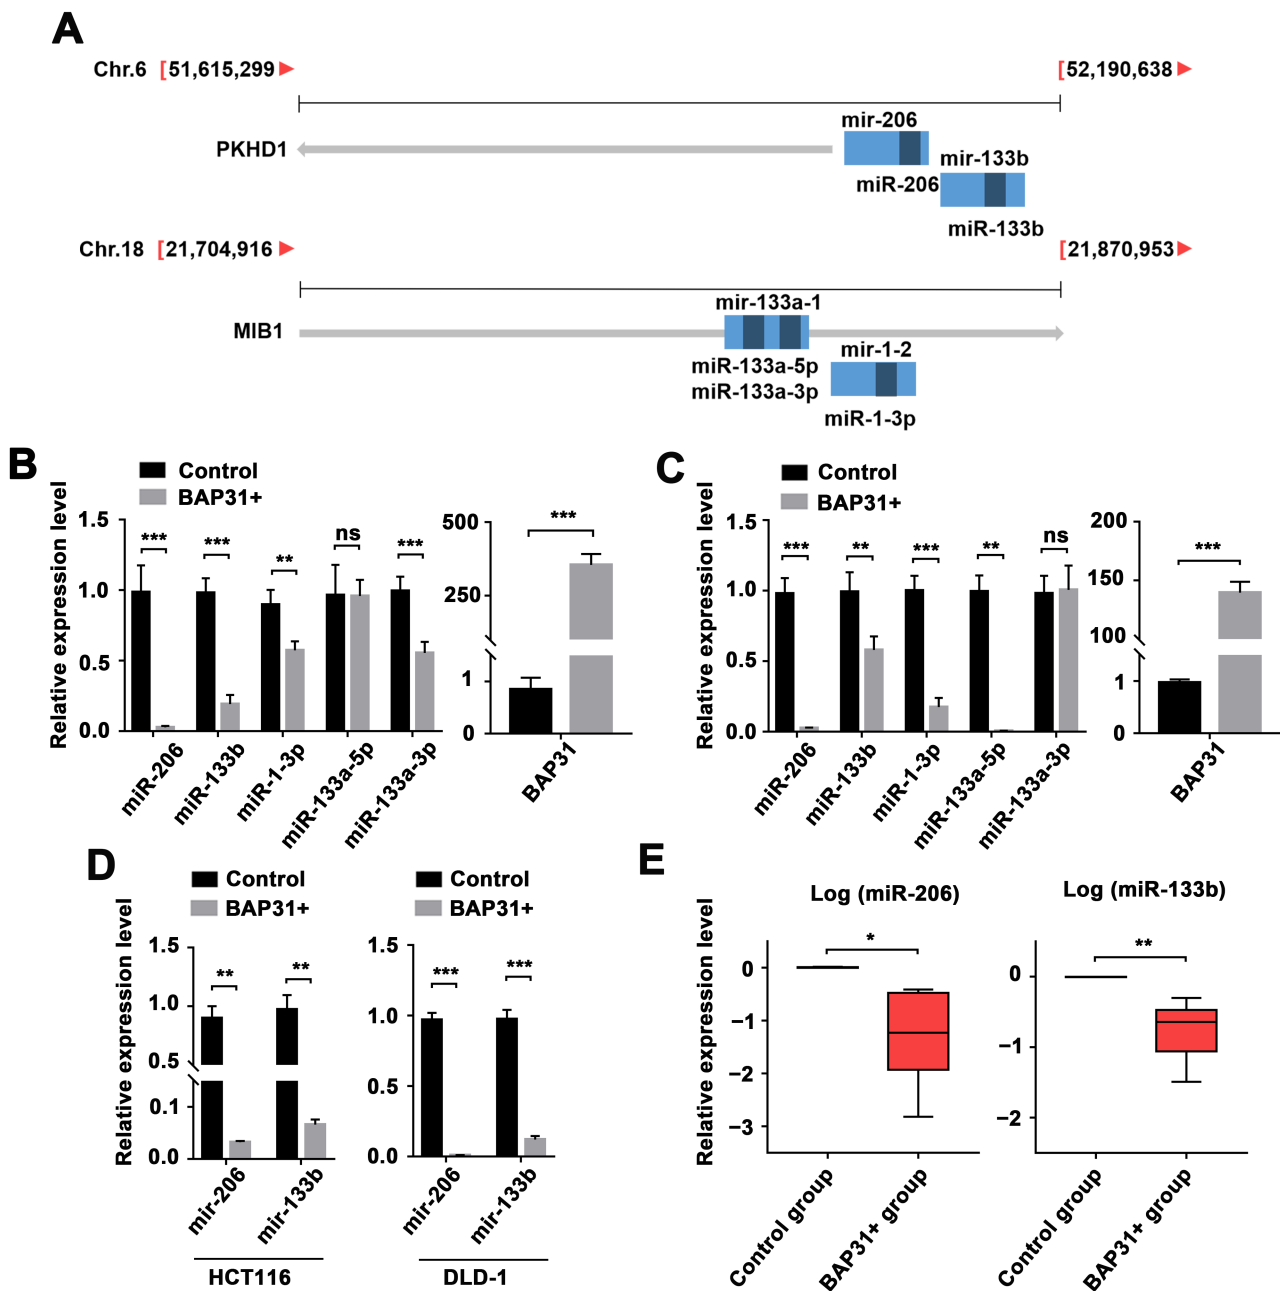 A
Chr.6 [51,615,299 [52,190,638
mir-206
PKHD1
mir-133b
miR-206
miR-133b
Chr.18 [21,704,916 [21,870,953
mir-133a-1
MIB1
mir-1-2
miR-133a-5p
miR-133a-3p
miR-1-3p
B
Control
BAP31+
Relative expression level
1.5
1.0
0.5
0.0
***
***
**
ns
***
miR-206
miR-133b
miR-1-3p
miR-133a-5p
miR-133a-3p
500
250
1
0
***
BAP31
C
Control
BAP31+
Relative expression level
1.5
1.0
0.5
0.0
***
**
***
**
ns
miR-206
miR-133b
miR-1-3p
miR-133a-5p
miR-133a-3p
200
150
100
1
0
***
BAP31
D
Control
BAP31+
Relative expression level
1.5
1.0
0.5
0.1
0.0
**
**
mir-206
mir-133b
HCT116
Control
BAP31+
1.5
1.0
0.5
0.0
***
***
mir-206
mir-133b
DLD-1
E
Log (miR-206)
Relative expression level
0
−1
−2
−3
*
Control group
BAP31+ group
Log (miR-133b)
0
−1
−2
**
Control group
BAP31+ group